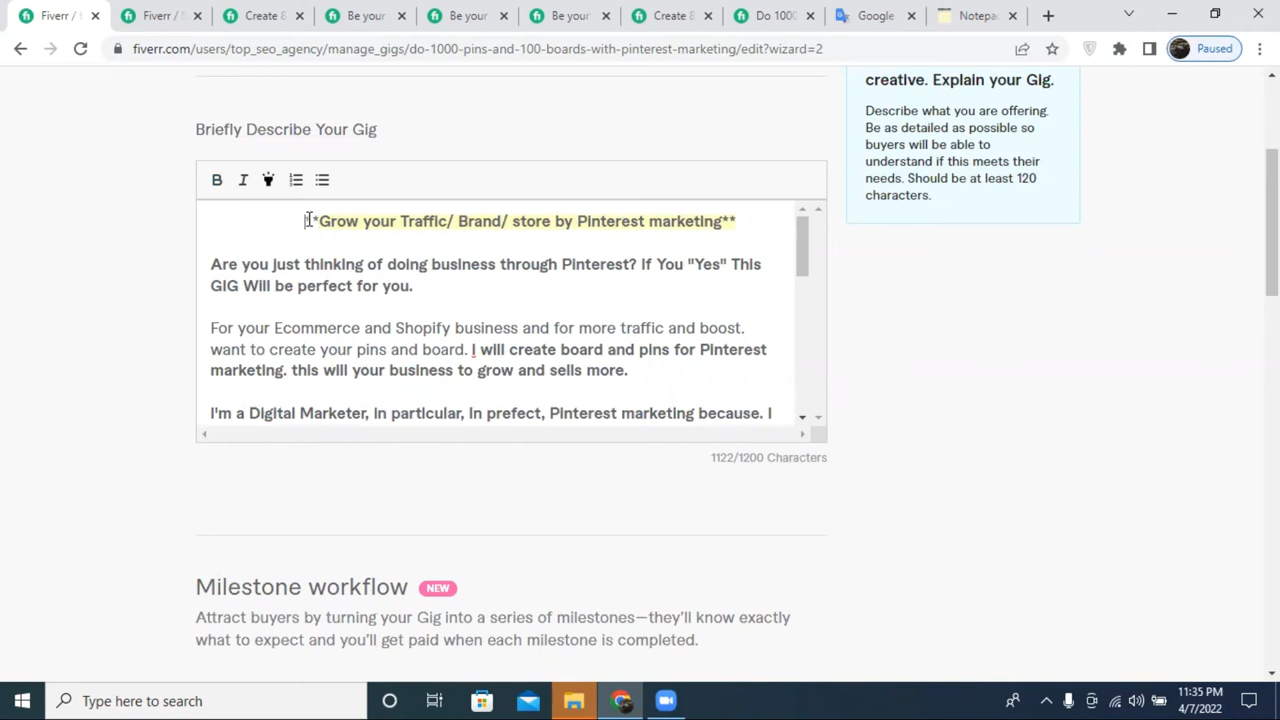 Fiverr /
Fiverr / 
Create 8
Be your
Be your
Be your
Create 8
Do 1000
Google
Notepa
fiverr.com/users/top_seo_agency/manage_gigs/do-1000-pins-and-100-boards-with-pinterest-marketing/edit?wizard=2
Paused
creative. Explain your Gig.
Describe what you are offering.
Be as detailed as possible so
buyers will be able to
understand if this meets their
needs. Should be at least 120
characters.
Briefly Describe Your Gig
B I
**Grow your Traffic/ Brand/ store by Pinterest marketing**
Are you just thinking of doing business through Pinterest? If You "Yes" This
GIG Will be perfect for you.
For your Ecommerce and Shopify business and for more traffic and boost.
want to create your pins and board. I will create board and pins for Pinterest
marketing. this will your business to grow and sells more.
I'm a Digital Marketer, in particular, In prefect, Pinterest marketing because. I
1122/1200 Characters
Milestone workflow NEW
Attract buyers by turning your Gig into a series of milestones—they'll know exactly
what to expect and you'll get paid when each milestone is completed.
Type here to search
11:35 PM
4/7/2022